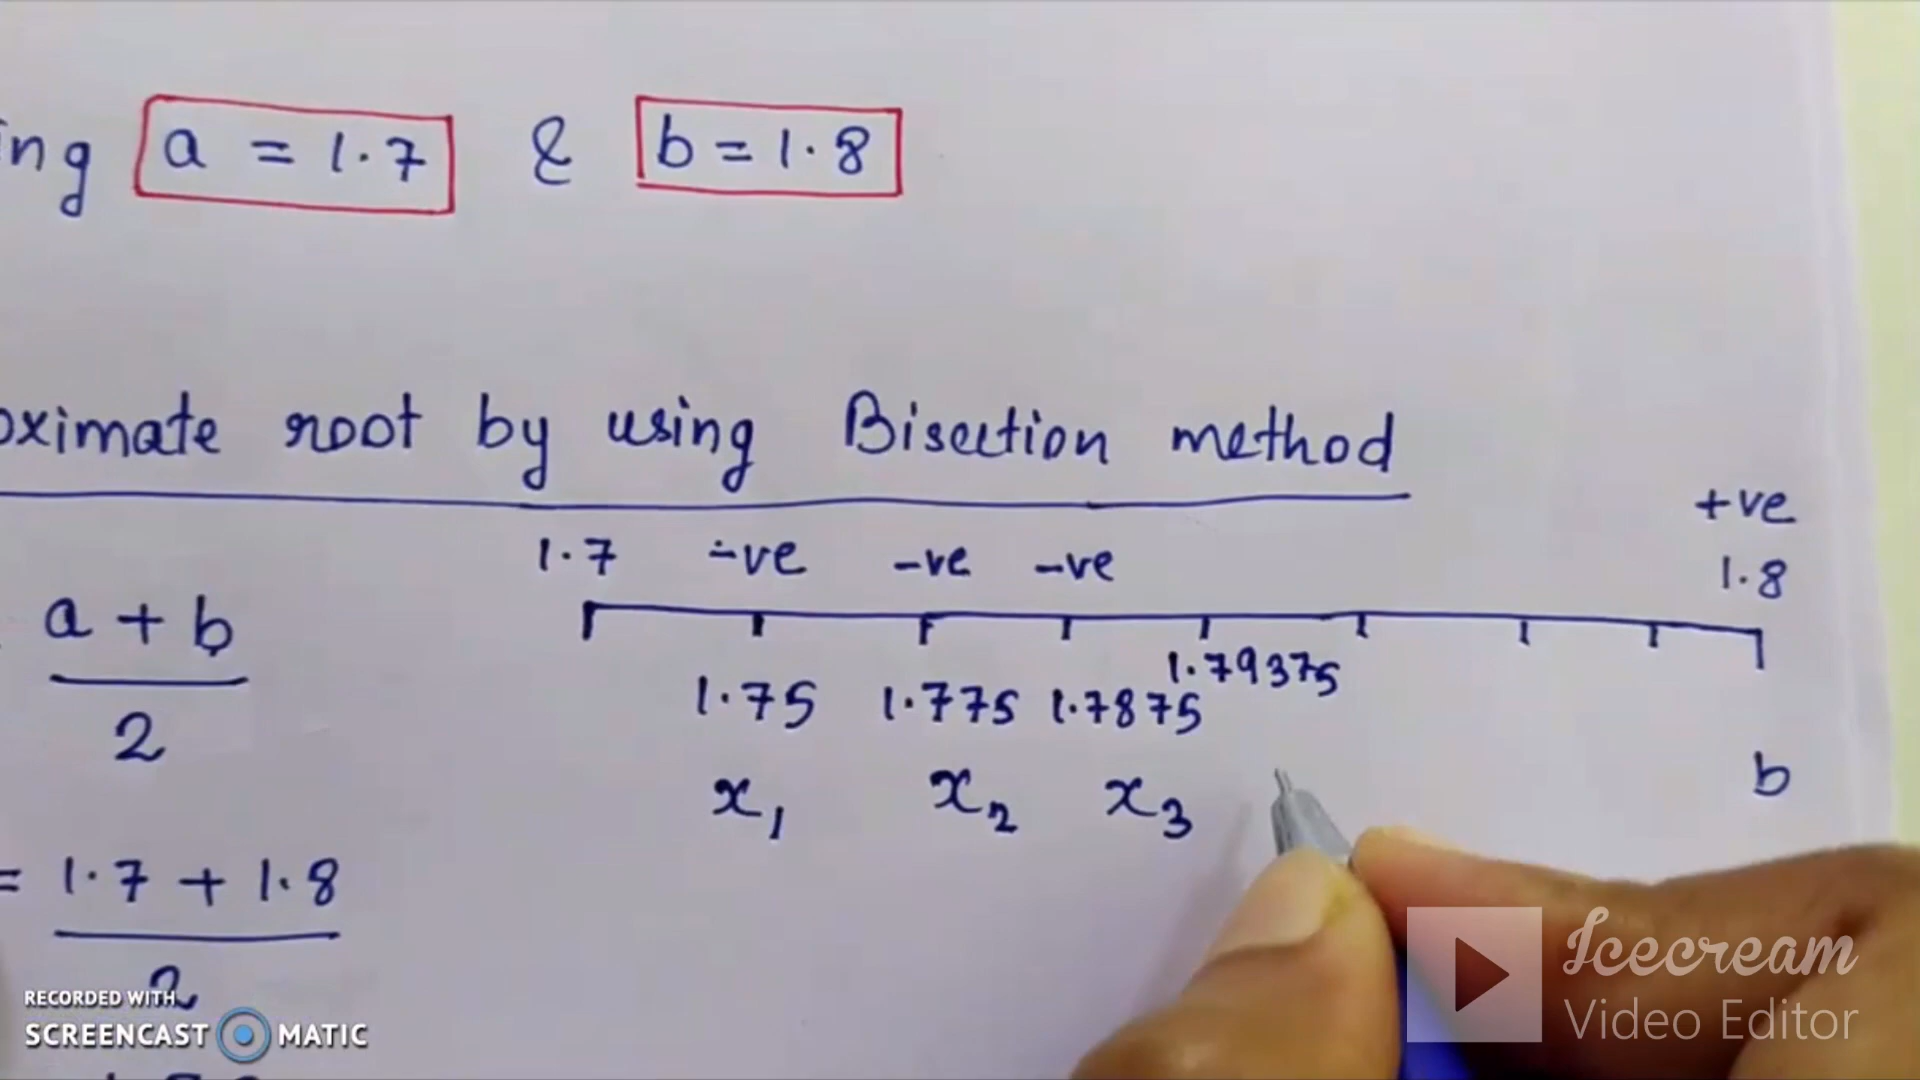 ing a = 1.7 & b = 1.8
oximate root by using Bisection method
+ve
1.7 -ve -ve -ve 1.8
a + b
2
1.75 1.775 1.7875 1.79375
x1 x2 x3 b
= 1.7 + 1.8
2
RECORDED WITH
SCREENCAST MATIC
Icecream
Video Editor